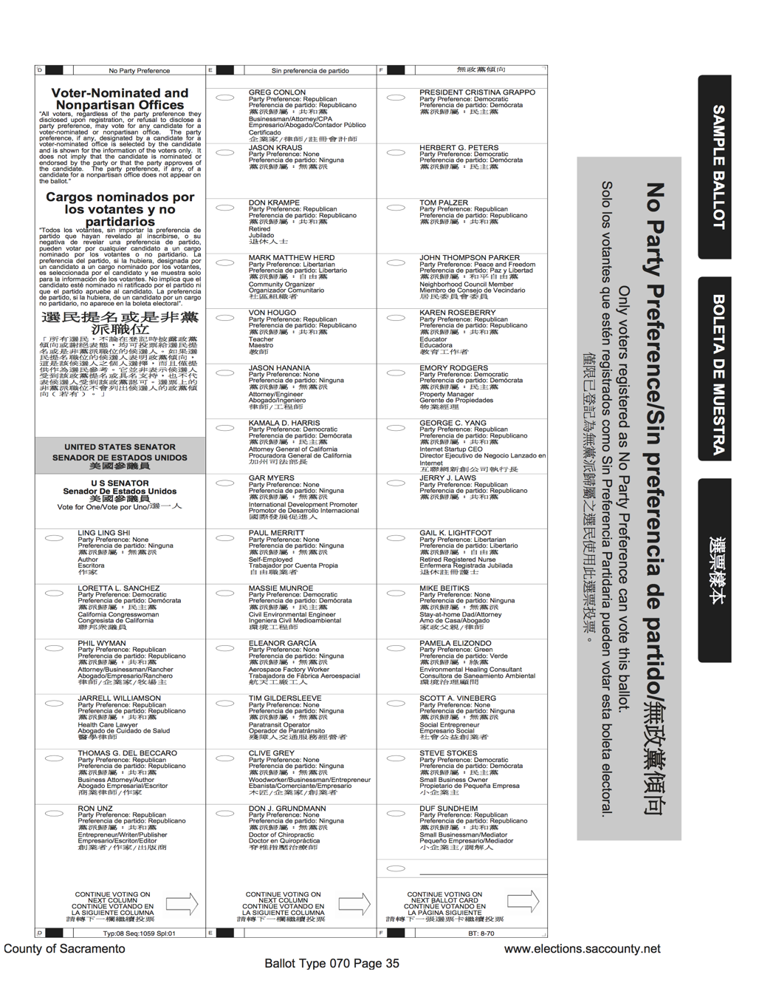 D
No Party Preference
Voter-Nominated and
Nonpartisan Offices
"All voters, regardless of the party preference they
disclosed upon registration, or refusal to disclose a
party preference, may vote for any candidate for a
voter-nominated or nonpartisan office. The party
preference, if any, designated by a candidate for a
voter-nominated office is selected by the candidate
and is shown for the information of the voters only. It
does not imply that the candidate is nominated or
endorsed by the party or that the party approves of
the candidate. The party preference, if any, of a
candidate for a nonpartisan office does not appear on
the ballot."
Cargos nominados por
los votantes y no
partidarios
"Todos los votantes, sin importar la preferencia de
partido que hayan revelado al inscribirse, o su
negativa de revelar una preferencia de partido,
pueden votar por cualquier candidato a un cargo
nominado por los votantes o no partidario. La
preferencia del partido, si la hubiera, designada por
un candidato a un cargo nominado por los votantes,
es seleccionada por el candidato y se muestra solo
para la información de los votantes. No implica que el
candidato esté nominado ni ratificado por el partido ni
que el partido apruebe al candidato. La preferencia
de partido, si la hubiera, de un candidato por un cargo
no partidario, no aparece en la boleta electoral".
選民提名或是非黨
派職位
「所有選民，不論在登記時披露政黨
傾向或謝絕表態，均可投票給選民提
名或是非黨派職位的候選人。如果選
民提名職位的候選人表明政黨傾向，
這是該候選人之個人選擇，而且僅提
供作為選民參考。它並非表示候選人
受到該政黨提名或具名支持，也不代
表候選人受到該政黨認可。選票上的
非黨派職位不會列出候選人的政黨傾
向（若有）。」
UNITED STATES SENATOR
SENADOR DE ESTADOS UNIDOS
美國參議員
U S SENATOR
Senador De Estados Unidos
美國參議員
Vote for One/Vote por Uno/選一人
LING LING SHI
Party Preference: None
Preferencia de partido: Ninguna
黨派歸屬：無黨派
Author
Escritora
作家
LORETTA L. SANCHEZ
Party Preference: Democratic
Preferencia de partido: Demócrata
黨派歸屬：民主黨
California Congresswoman
Congresista de California
聯邦衆議員
PHIL WYMAN
Party Preference: Republican
Preferencia de partido: Republicano
黨派歸屬：共和黨
Attorney/Businessman/Rancher
Abogado/Empresario/Ranchero
律師/企業家/牧場主
JARRELL WILLIAMSON
Party Preference: Republican
Preferencia de partido: Republicano
黨派歸屬：共和黨
Health Care Lawyer
Abogado de Cuidado de Salud
醫學律師
THOMAS G. DEL BECCARO
Party Preference: Republican
Preferencia de partido: Republicano
黨派歸屬：共和黨
Business Attorney/Author
Abogado Empresarial/Escritor
商業律師/作家
RON UNZ
Party Preference: Republican
Preferencia de partido: Republicano
黨派歸屬：共和黨
Entrepreneur/Writer/Publisher
Empresario/Escritor/Editor
創業者/作家/出版商
CONTINUE VOTING ON
NEXT COLUMN
CONTINÚE VOTANDO EN
LA SIGUIENTE COLUMNA
請轉下一欄繼續投票
D
Typ:08 Seq:1059 Spl:01
E
Sin preferencia de partido
GREG CONLON
Party Preference: Republican
Preferencia de partido: Republicano
黨派歸屬：共和黨
Businessman/Attorney/CPA
Empresario/Abogado/Contador Público
Certificado
企業家/律師/註冊會計師
JASON KRAUS
Party Preference: None
Preferencia de partido: Ninguna
黨派歸屬：無黨派
DON KRAMPE
Party Preference: Republican
Preferencia de partido: Republicano
黨派歸屬：共和黨
Retired
Jubilado
退休人士
MARK MATTHEW HERD
Party Preference: Libertarian
Preferencia de partido: Libertario
黨派歸屬：自由黨
Community Organizer
Organizador Comunitario
社區組織者
VON HOUGO
Party Preference: Republican
Preferencia de partido: Republicano
黨派歸屬：共和黨
Teacher
Maestro
教師
JASON HANANIA
Party Preference: None
Preferencia de partido: Ninguna
黨派歸屬：無黨派
Attorney/Engineer
Abogado/Ingeniero
律師/工程師
KAMALA D. HARRIS
Party Preference: Democratic
Preferencia de partido: Demócrata
黨派歸屬：民主黨
Attorney General of California
Procuradora General de California
加州司法部長
GAR MYERS
Party Preference: None
Preferencia de partido: Ninguna
黨派歸屬：無黨派
International Development Promoter
Promotor de Desarrollo Internacional
國際發展促進人
PAUL MERRITT
Party Preference: None
Preferencia de partido: Ninguna
黨派歸屬：無黨派
Self-Employed
Trabajador por Cuenta Propia
自由職業者
MASSIE MUNROE
Party Preference: Democratic
Preferencia de partido: Demócrata
黨派歸屬：民主黨
Civil Environmental Engineer
Ingeniera Civil Medioambiental
環境工程師
ELEANOR GARCÍA
Party Preference: None
Preferencia de partido: Ninguna
黨派歸屬：無黨派
Aerospace Factory Worker
Trabajadora de Fábrica Aeroespacial
航天工廠工人
TIM GILDERSLEEVE
Party Preference: None
Preferencia de partido: Ninguna
黨派歸屬：無黨派
Paratransit Operator
Operador de Paratránsito
殘障人交通服務經營者
CLIVE GREY
Party Preference: None
Preferencia de partido: Ninguna
黨派歸屬：無黨派
Woodworker/Businessman/Entrepreneur
Ebanista/Comerciante/Empresario
木匠/企業家/創業者
DON J. GRUNDMANN
Party Preference: None
Preferencia de partido: Ninguna
黨派歸屬：無黨派
Doctor of Chiropractic
Doctor en Quiropráctica
脊椎指壓治療師
CONTINUE VOTING ON
NEXT COLUMN
CONTINÚE VOTANDO EN
LA SIGUIENTE COLUMNA
請轉下一欄繼續投票
E
F
無政黨傾向
PRESIDENT CRISTINA GRAPPO
Party Preference: Democratic
Preferencia de partido: Demócrata
黨派歸屬：民主黨
HERBERT G. PETERS
Party Preference: Democratic
Preferencia de partido: Demócrata
黨派歸屬：民主黨
TOM PALZER
Party Preference: Republican
Preferencia de partido: Republicano
黨派歸屬：共和黨
JOHN THOMPSON PARKER
Party Preference: Peace and Freedom
Preferencia de partido: Paz y Libertad
黨派歸屬：和平自由黨
Neighborhood Council Member
Miembro de Consejo de Vecindario
居民委員會委員
KAREN ROSEBERRY
Party Preference: Republican
Preferencia de partido: Republicano
黨派歸屬：共和黨
Educator
Educadora
教育工作者
EMORY RODGERS
Party Preference: Democratic
Preferencia de partido: Demócrata
黨派歸屬：民主黨
Property Manager
Gerente de Propiedades
物業經理
GEORGE C. YANG
Party Preference: Republican
Preferencia de partido: Republicano
黨派歸屬：共和黨
Internet Startup CEO
Director Ejecutivo de Negocio Lanzado en
Internet
互聯網新創公司執行長
JERRY J. LAWS
Party Preference: Republican
Preferencia de partido: Republicano
黨派歸屬：共和黨
GAIL K. LIGHTFOOT
Party Preference: Libertarian
Preferencia de partido: Libertario
黨派歸屬：自由黨
Retired Registered Nurse
Enfermera Registrada Jubilada
退休註冊護士
MIKE BEITIKS
Party Preference: None
Preferencia de partido: Ninguna
黨派歸屬：無黨派
Stay-at-home Dad/Attorney
Amo de Casa/Abogado
家政父親/律師
PAMELA ELIZONDO
Party Preference: Green
Preferencia de partido: Verde
黨派歸屬：綠黨
Environmental Healing Consultant
Consultora de Saneamiento Ambiental
環境治理顧問
SCOTT A. VINEBERG
Party Preference: None
Preferencia de partido: Ninguna
黨派歸屬：無黨派
Social Entrepreneur
Empresario Social
社會公益創業者
STEVE STOKES
Party Preference: Democratic
Preferencia de partido: Demócrata
黨派歸屬：民主黨
Small Business Owner
Propietario de Pequeña Empresa
小企業主
DUF SUNDHEIM
Party Preference: Republican
Preferencia de partido: Republicano
黨派歸屬：共和黨
Small Businessman/Mediator
Pequeño Empresario/Mediador
小企業主/調解人
CONTINUE VOTING ON
NEXT BALLOT CARD
CONTINÚE VOTANDO EN
LA PÁGINA SIGUIENTE
請轉下一張選票卡繼續投票
F
BT: 8-70
No Party Preference/Sin preferencia de partido/無政黨傾向
Only voters registered as No Party Preference can vote this ballot.
Solo los votantes que estén registrados como Sin Preferencia Partidaria pueden votar esta boleta electoral.
僅限已登記為無黨派歸屬之選民使用此選票投票。
SAMPLE BALLOT
BOLETA DE MUESTRA
選票樣本
County of Sacramento
www.elections.saccounty.net
Ballot Type 070 Page 35